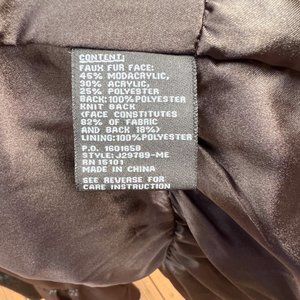 CONTENT:
FAUX FUR FACE:
45% MODACRYLIC,
30% ACRYLIC,
25% POLYESTER
BACK:100%POLYESTER
KNIT BACK
(FACE CONSTITUTES
82% OF FABRIC
AND BACK 18%)
LINING:100%POLYESTER
P.O. 1601658
STYLE:J29789-ME
RN 15101
MADE IN CHINA
SEE REVERSE FOR
CARE INSTRUCTION